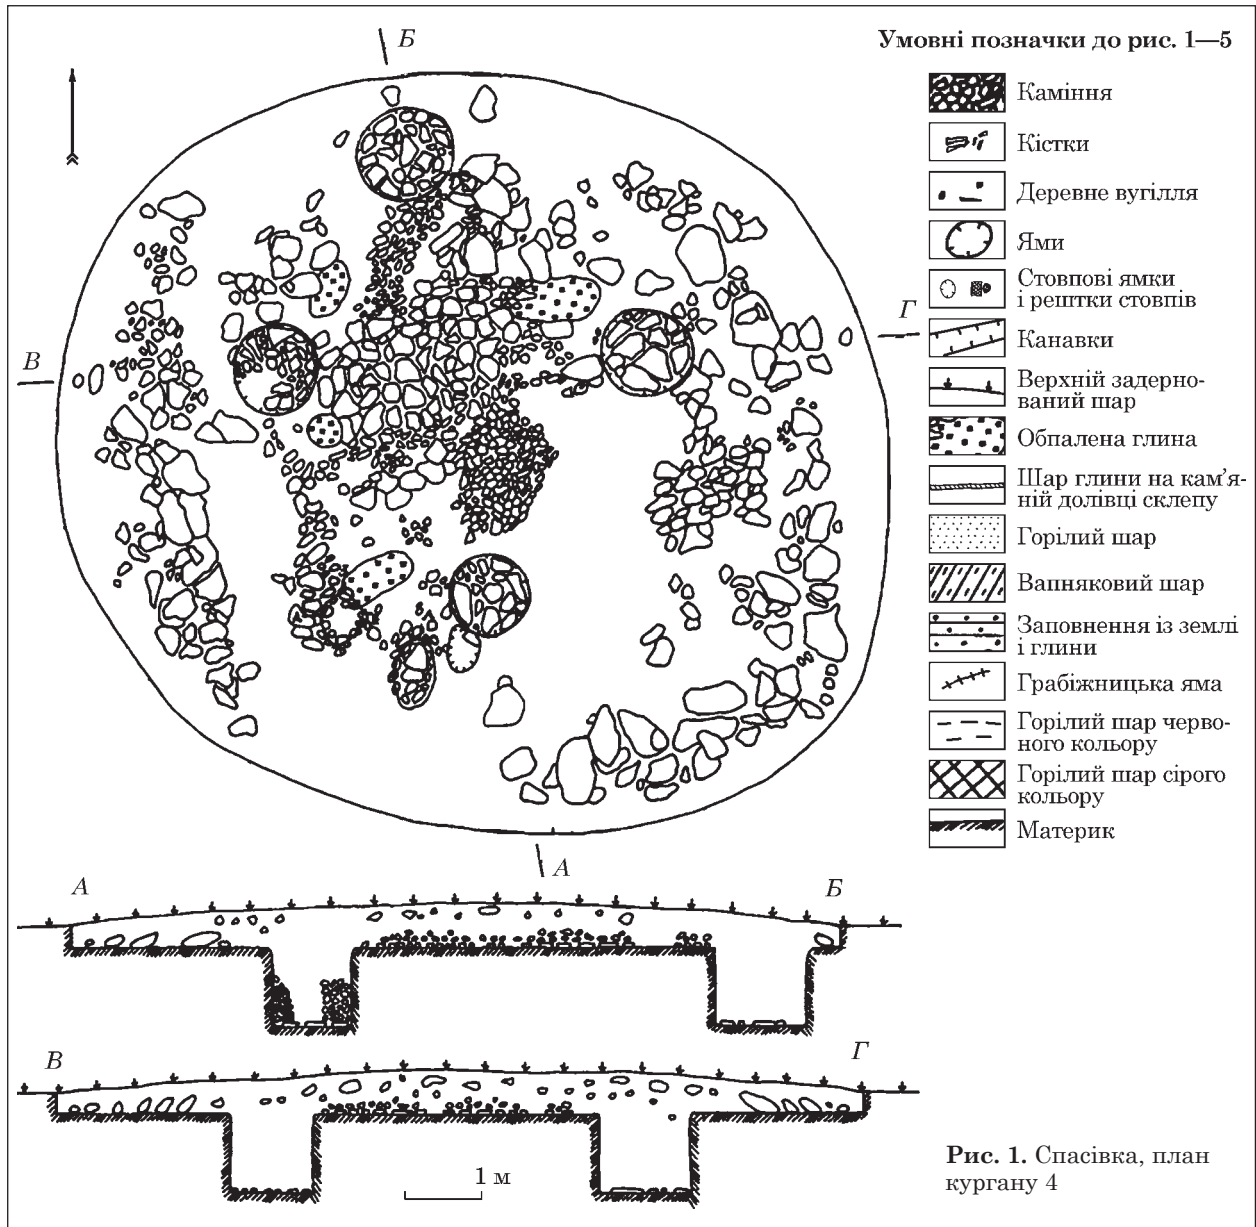 Б
Умовні позначки до рис. 1—5
Каміння
Кістки
Деревне вугілля
Ями
Стовпові ямки
і рештки стовпів
Г
Канавки
В
Верхній задерно-
ваний шар
Обпалена глина
Шар глини на кам’я-
ній долівці склепу
Горілий шар
Вапняковий шар
Заповнення із землі
і глини
Грабіжницька яма
Горілий шар черво-
ного кольору
Горілий шар сірого
кольору
Материк
А
А
Б
В
Г
1 м
Рис. 1. Спасівка, план
кургану 4